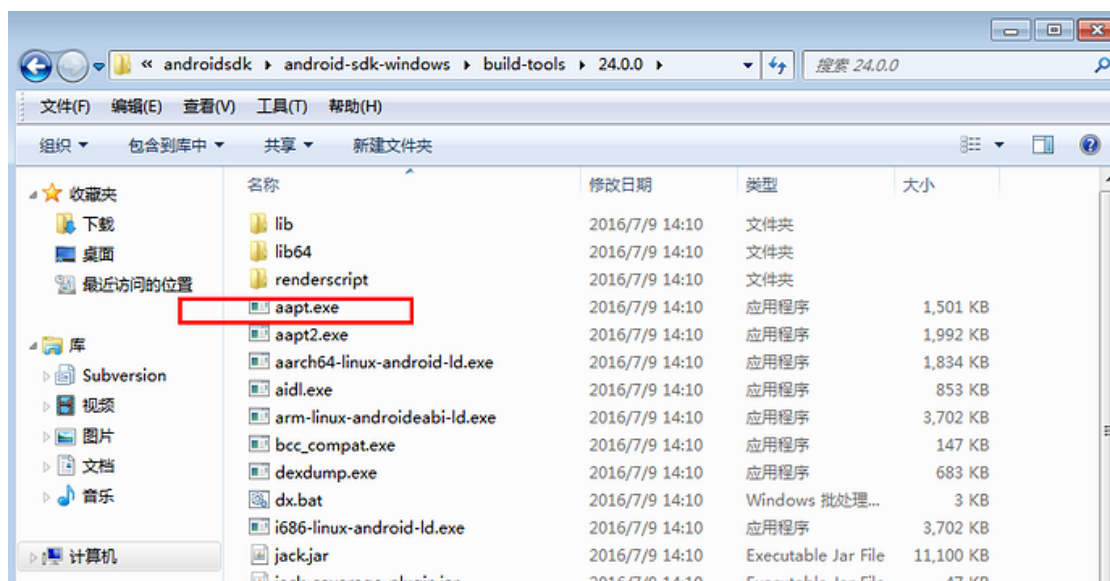 « androidsdk ▸ android-sdk-windows ▸ build-tools ▸ 24.0.0 ▸ 搜索 24.0.0
文件(F) 编辑(E) 查看(V) 工具(T) 帮助(H)
组织 包含到库中 共享 新建文件夹
收藏夹
下载
桌面
最近访问的位置
库
Subversion
视频
图片
文档
音乐
计算机
名称 修改日期 类型 大小
lib 2016/7/9 14:10 文件夹
lib64 2016/7/9 14:10 文件夹
renderscript 2016/7/9 14:10 文件夹
aapt.exe 2016/7/9 14:10 应用程序 1,501 KB
aapt2.exe 2016/7/9 14:10 应用程序 1,992 KB
aarch64-linux-android-ld.exe 2016/7/9 14:10 应用程序 1,834 KB
aidl.exe 2016/7/9 14:10 应用程序 853 KB
arm-linux-androideabi-ld.exe 2016/7/9 14:10 应用程序 3,702 KB
bcc_compat.exe 2016/7/9 14:10 应用程序 147 KB
dexdump.exe 2016/7/9 14:10 应用程序 683 KB
dx.bat 2016/7/9 14:10 Windows 批处理... 3 KB
i686-linux-android-ld.exe 2016/7/9 14:10 应用程序 3,702 KB
jack.jar 2016/7/9 14:10 Executable Jar File 11,100 KB